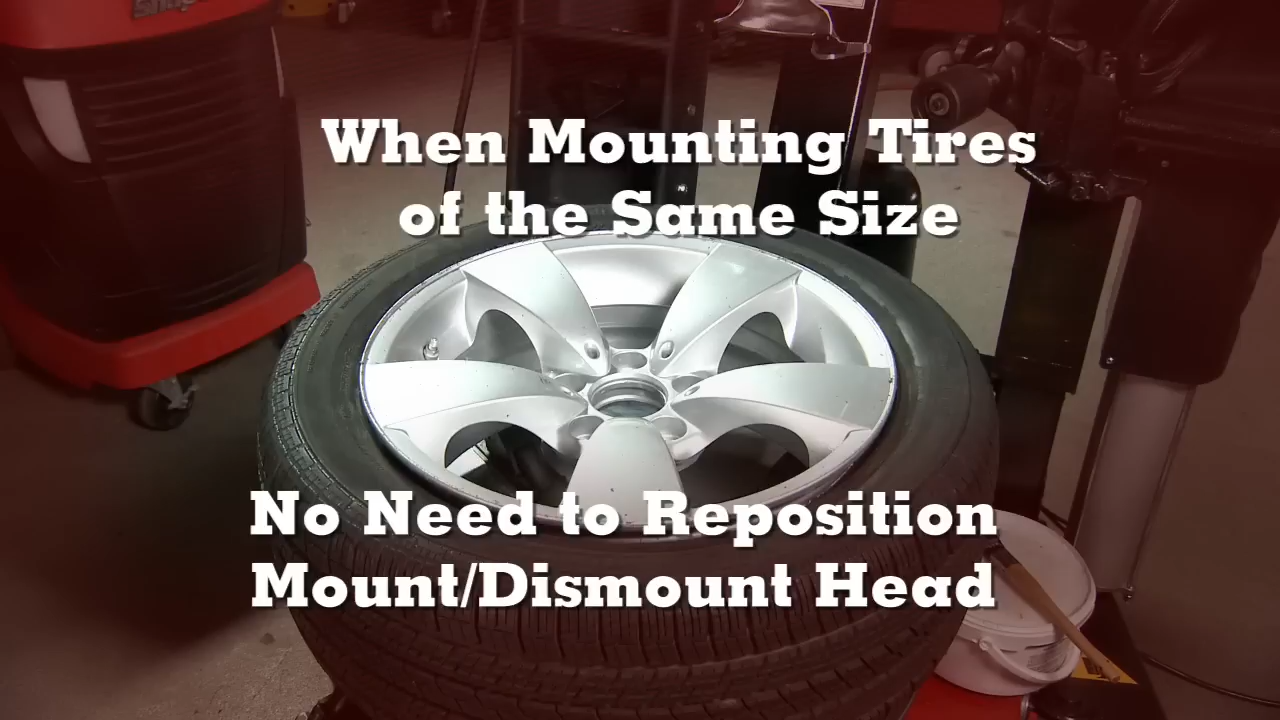 When Mounting Tires
of the Same Size
No Need to Reposition
Mount/Dismount Head